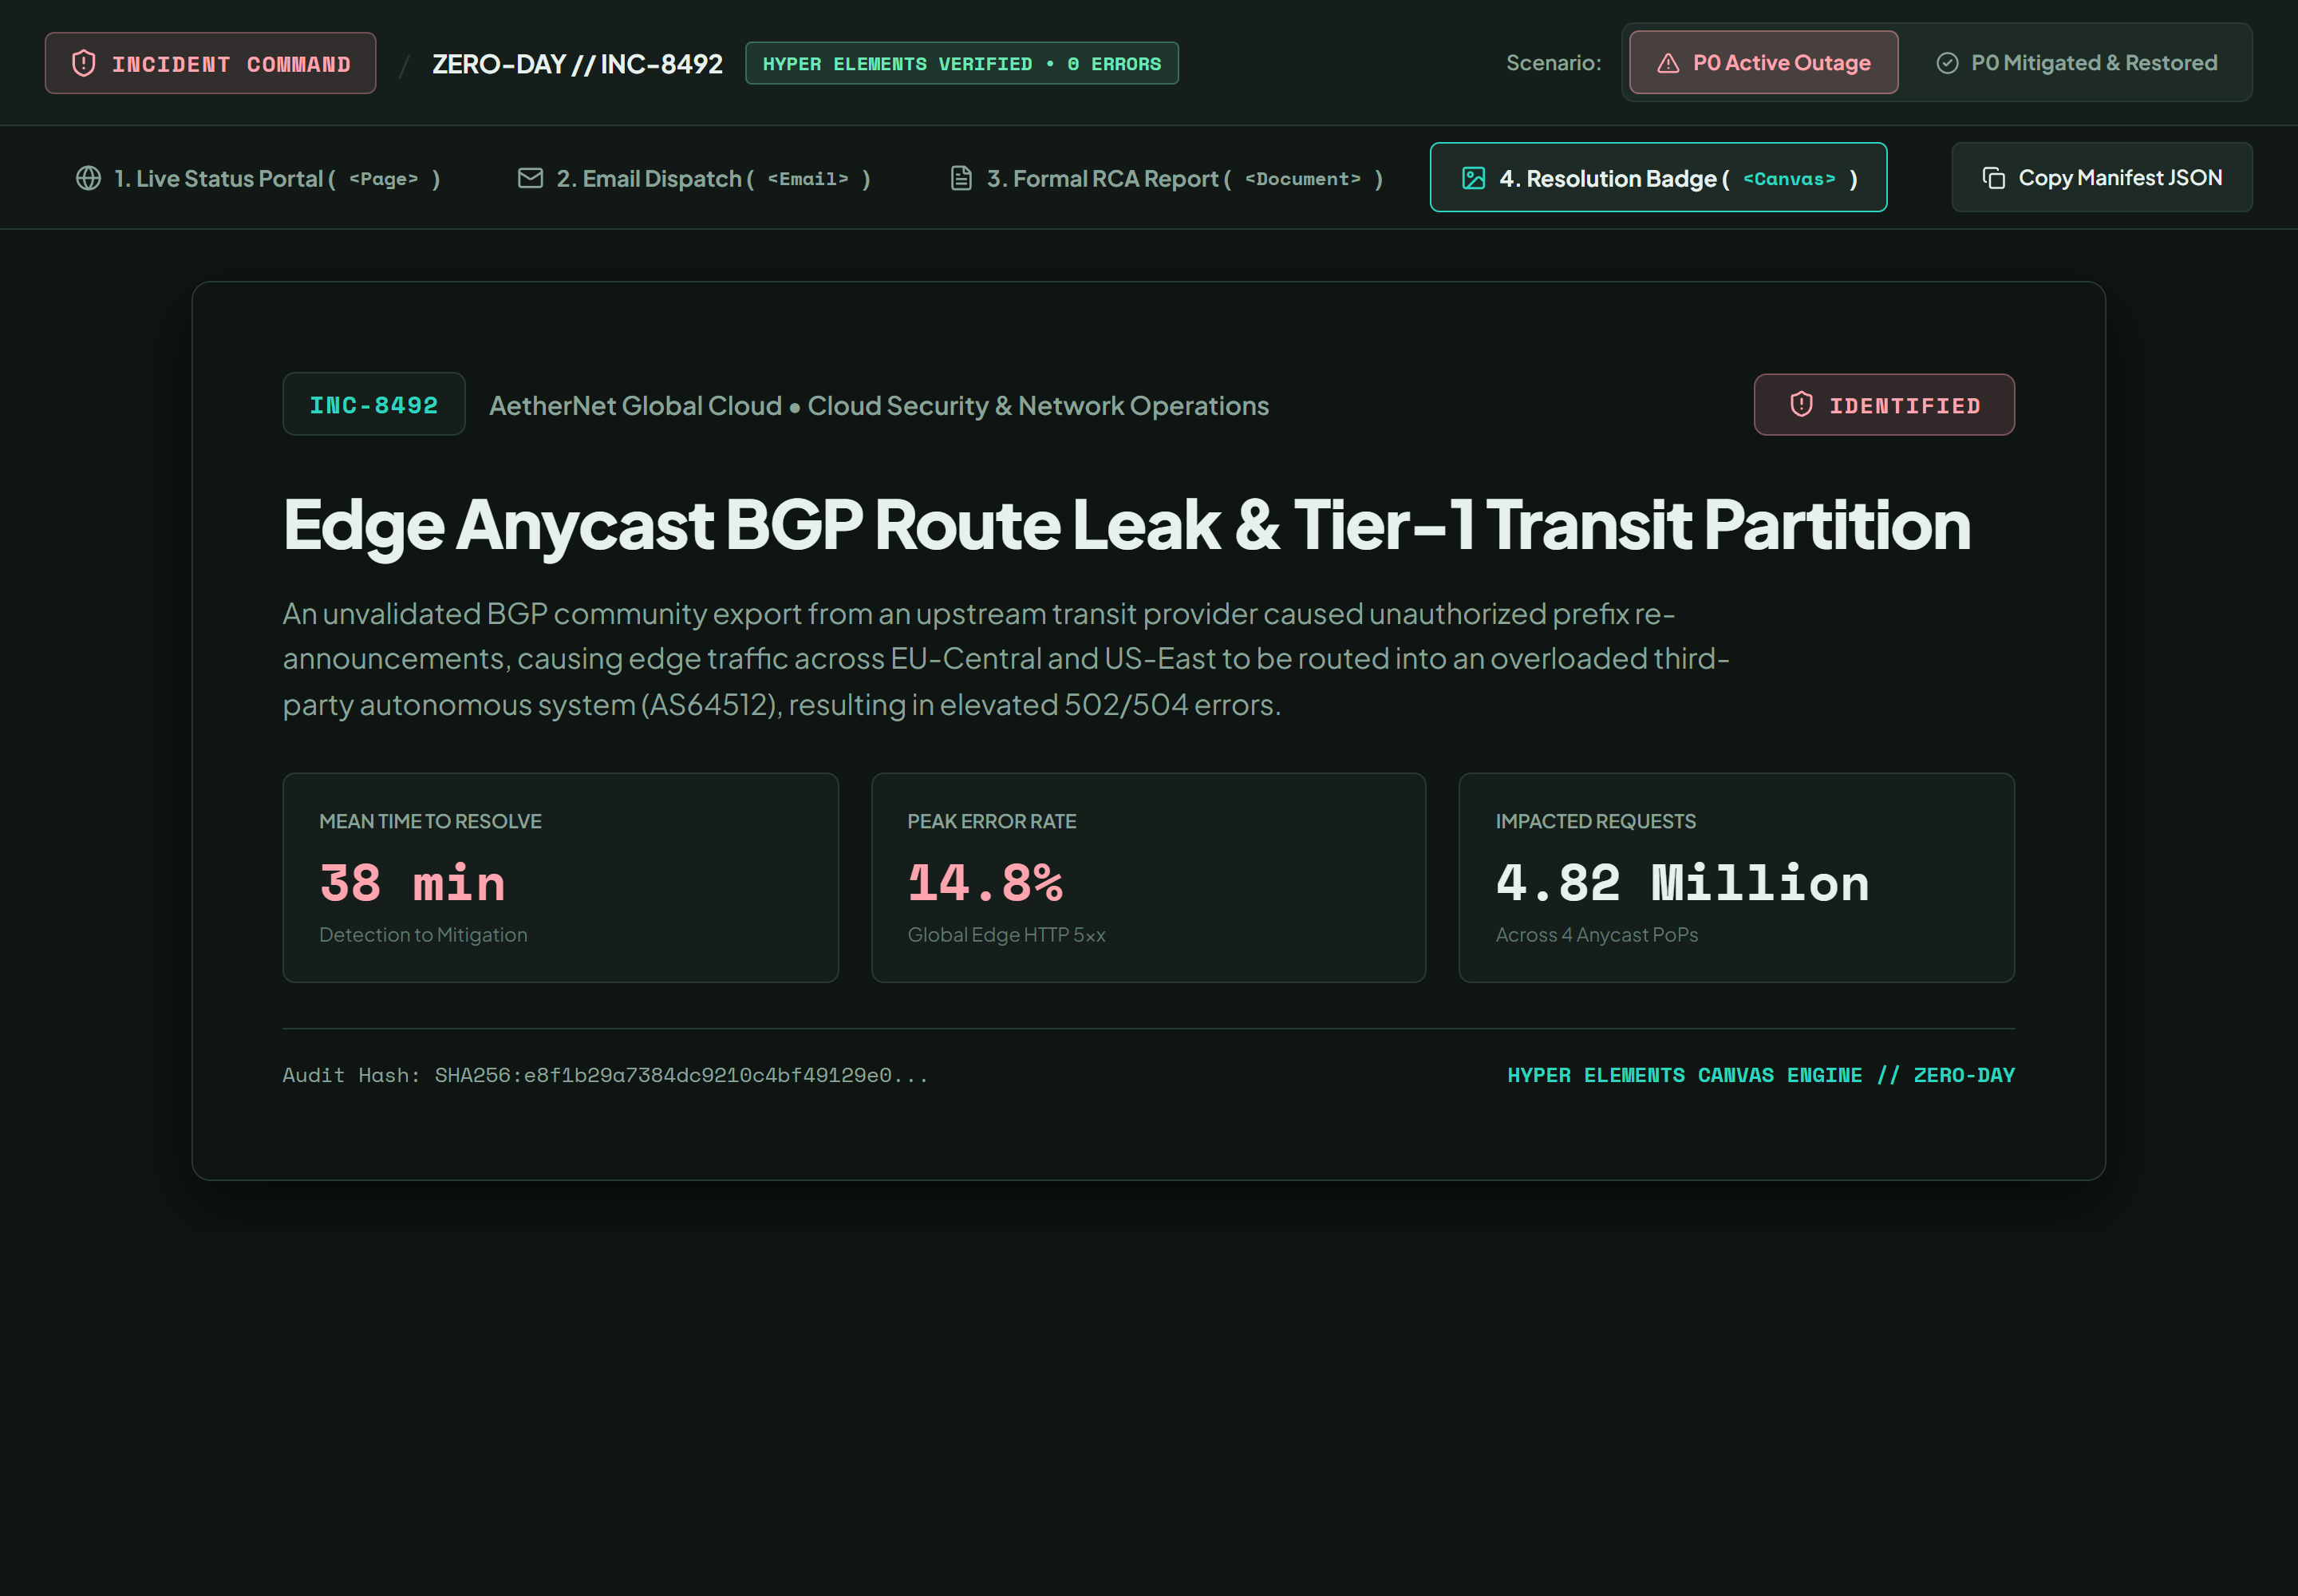 INCIDENT COMMAND / ZERO-DAY // INC-8492 HYPER ELEMENTS VERIFIED • 0 ERRORS Scenario: P0 Active Outage P0 Mitigated & Restored
1. Live Status Portal ( <Page> ) 2. Email Dispatch ( <Email> ) 3. Formal RCA Report ( <Document> ) 4. Resolution Badge ( <Canvas> ) Copy Manifest JSON
INC-8492 AetherNet Global Cloud • Cloud Security & Network Operations IDENTIFIED
Edge Anycast BGP Route Leak & Tier-1 Transit Partition
An unvalidated BGP community export from an upstream transit provider caused unauthorized prefix re-
announcements, causing edge traffic across EU-Central and US-East to be routed into an overloaded third-
party autonomous system (AS64512), resulting in elevated 502/504 errors.
MEAN TIME TO RESOLVE
38 min
Detection to Mitigation
PEAK ERROR RATE
14.8%
Global Edge HTTP 5xx
IMPACTED REQUESTS
4.82 Million
Across 4 Anycast PoPs
Audit Hash: SHA256:e8f1b29a7384dc9210c4bf49129e0... HYPER ELEMENTS CANVAS ENGINE // ZERO-DAY